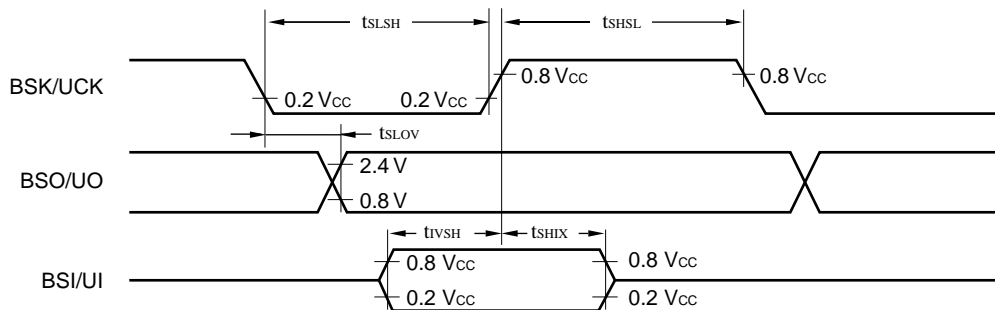 tSLSH
tSHSL
BSK/UCK
0.8 VCC
0.8 VCC
0.2 VCC
0.2 VCC
tSLOV
BSO/UO
2.4 V
0.8 V
tIVSH
tSHIX
BSI/UI
0.8 VCC
0.8 VCC
0.2 VCC
0.2 VCC